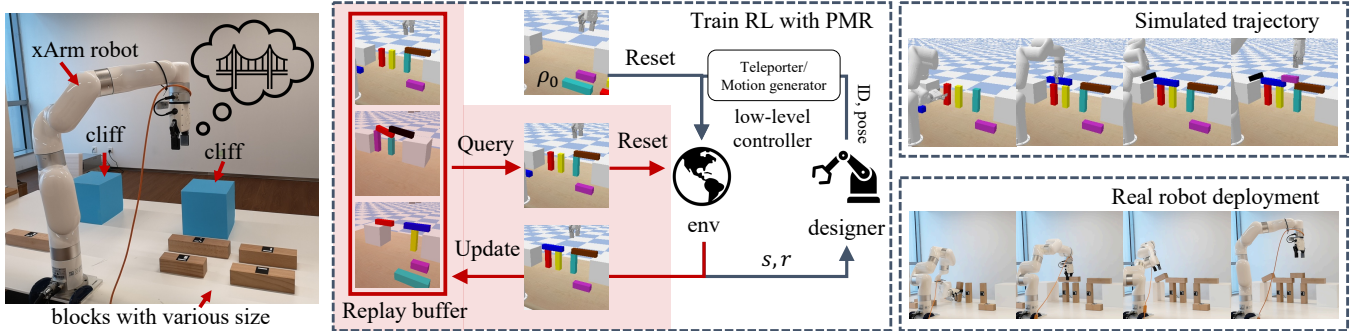 xArm robot
cliff
cliff
blocks with various size
Train RL with PMR
ρ0
Reset
Teleporter/
Motion generator
low-level
controller
ID, pose
Query
Reset
env
designer
Update
s, r
Replay buffer
Simulated trajectory
Real robot deployment